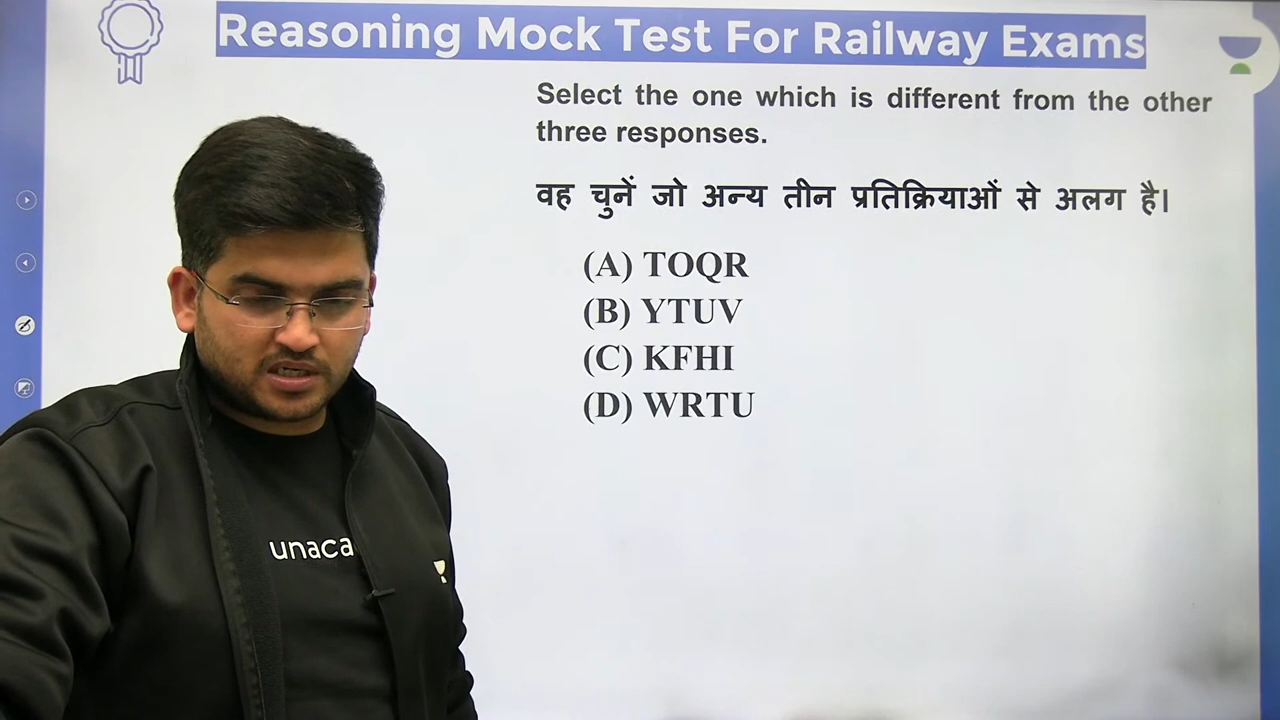 Reasoning Mock Test For Railway Exams
Select the one which is different from the other
three responses.
वह चुनें जो अन्य तीन प्रतिक्रियाओं से अलग है।
(A) TOQR
(B) YTUV
(C) KFHI
(D) WRTU
unaca